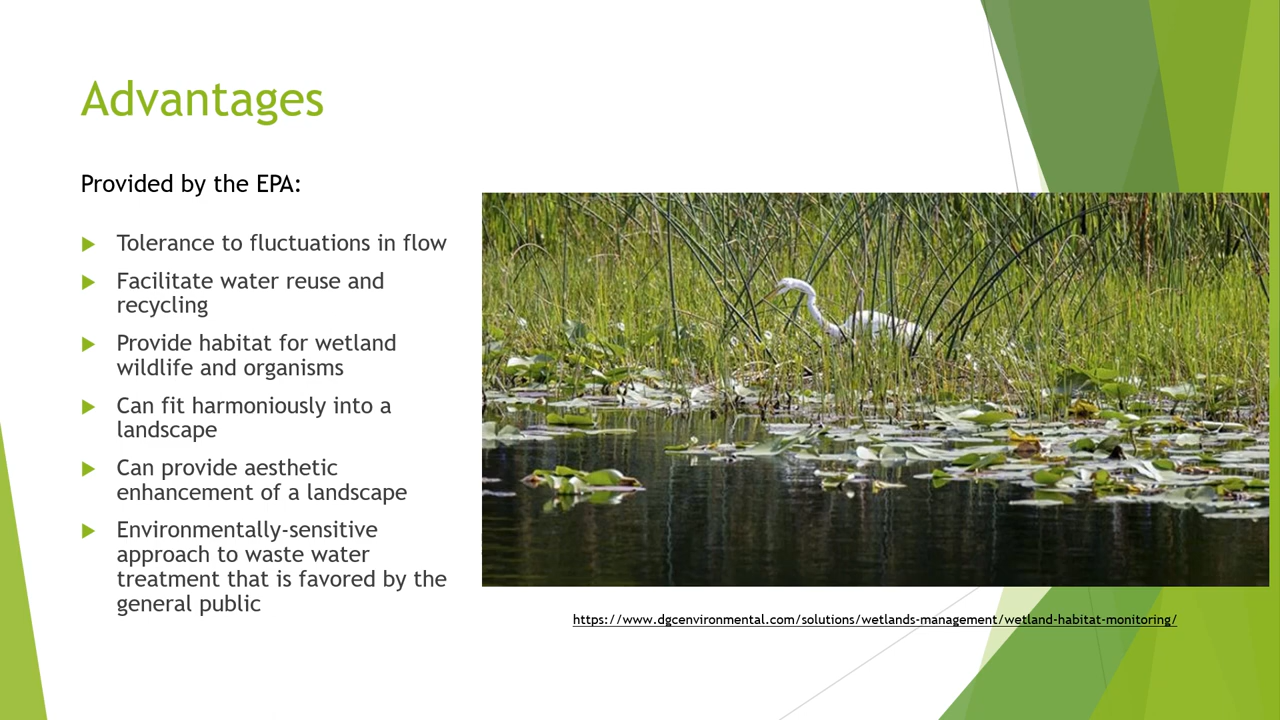 Advantages
Provided by the EPA:
Tolerance to fluctuations in flow
Facilitate water reuse and
recycling
Provide habitat for wetland
wildlife and organisms
Can fit harmoniously into a
landscape
Can provide aesthetic
enhancement of a landscape
Environmentally-sensitive
approach to waste water
treatment that is favored by the
general public
https://www.dgcenvironmental.com/solutions/wetlands-management/wetland-habitat-monitoring/